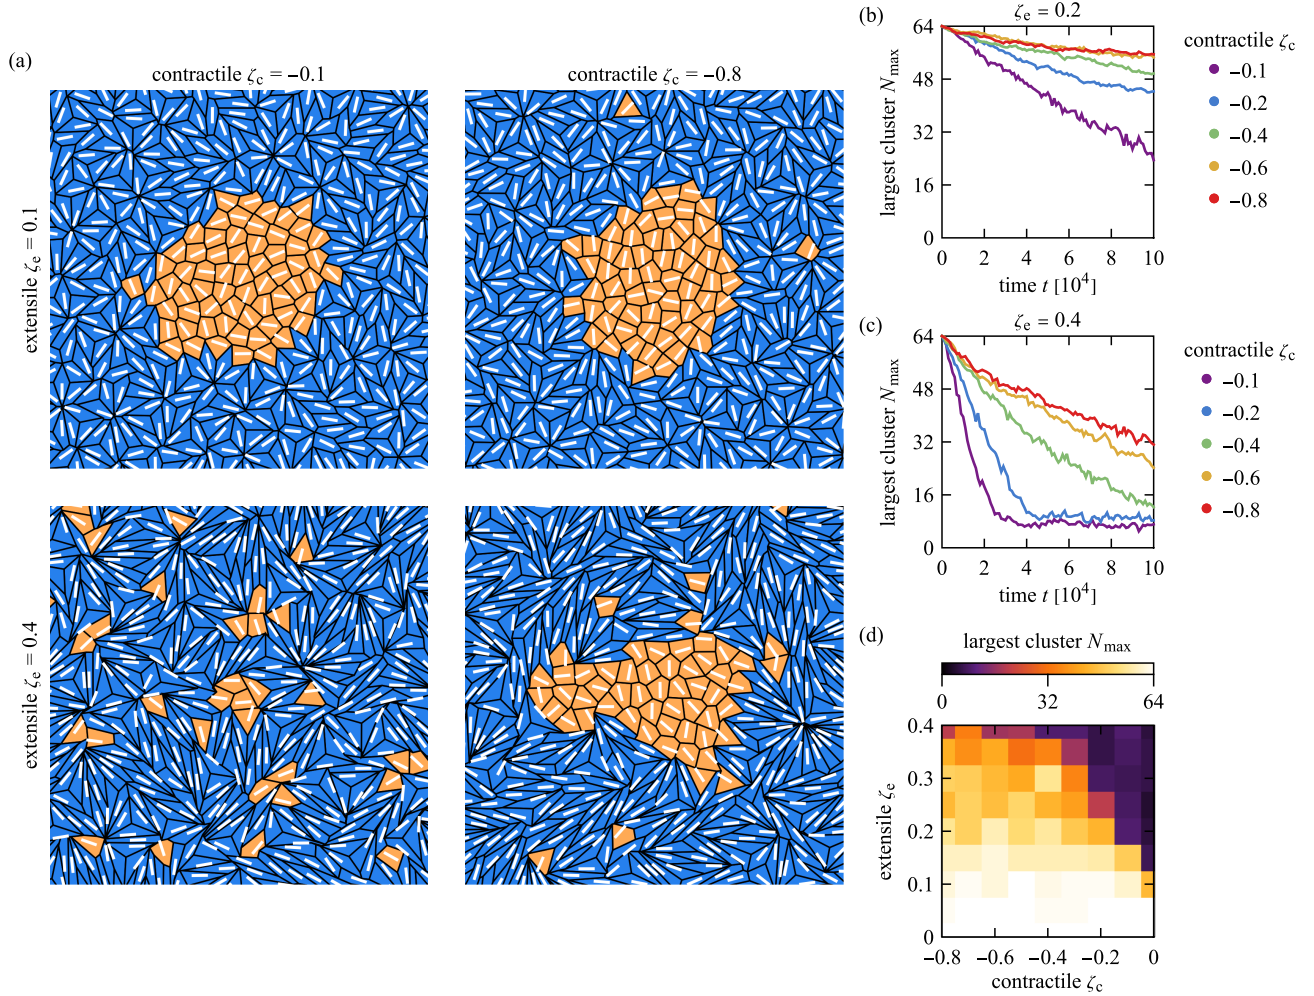 (a)
contractile ζc = −0.1
contractile ζc = −0.8
extensile ζe = 0.1
extensile ζe = 0.4
(b)
ζe = 0.2
largest cluster Nmax
64
48
32
16
0
0 2 4 6 8 10
time t [10⁴]
contractile ζc
−0.1
−0.2
−0.4
−0.6
−0.8
(c)
ζe = 0.4
largest cluster Nmax
64
48
32
16
0
0 2 4 6 8 10
time t [10⁴]
contractile ζc
−0.1
−0.2
−0.4
−0.6
−0.8
(d)
largest cluster Nmax
0 32 64
extensile ζe
0.4
0.3
0.2
0.1
0
−0.8 −0.6 −0.4 −0.2 0
contractile ζc